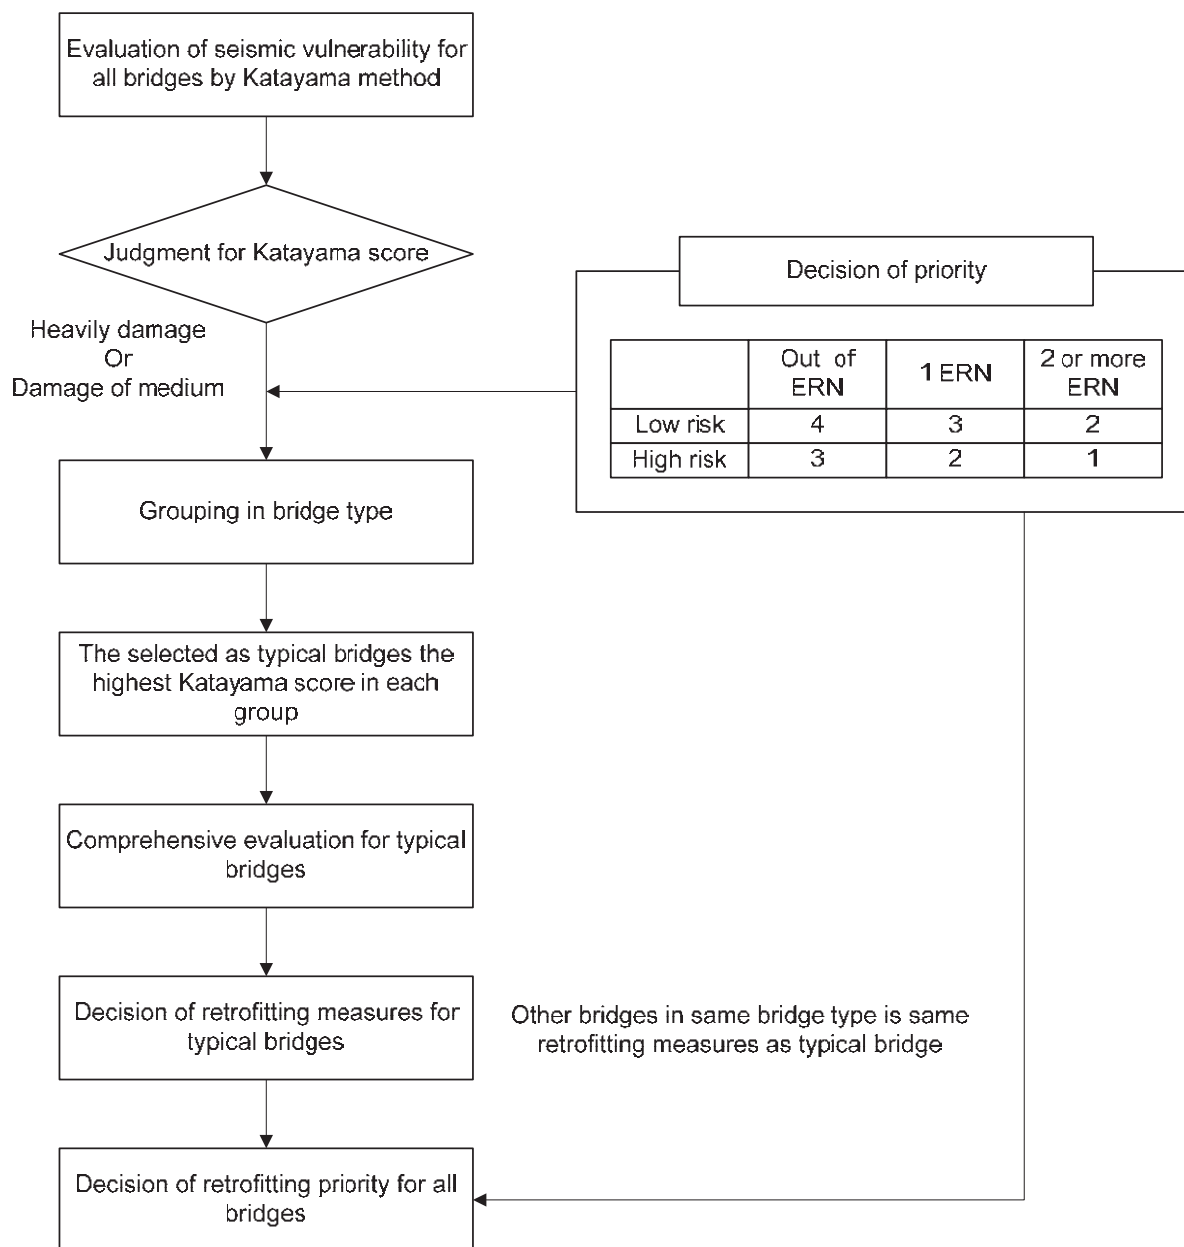 Evaluation of seismic vulnerability for
all bridges by Katayama method
Judgment for Katayama score
Heavily damage
Or
Damage of medium
Decision of priority
Out of
ERN
1 ERN
2 or more
ERN
Low risk 4 3 2
High risk 3 2 1
Grouping in bridge type
The selected as typical bridges the
highest Katayama score in each
group
Comprehensive evaluation for typical
bridges
Decision of retrofitting measures for
typical bridges
Other bridges in same bridge type is same
retrofitting measures as typical bridge
Decision of retrofitting priority for all
bridges